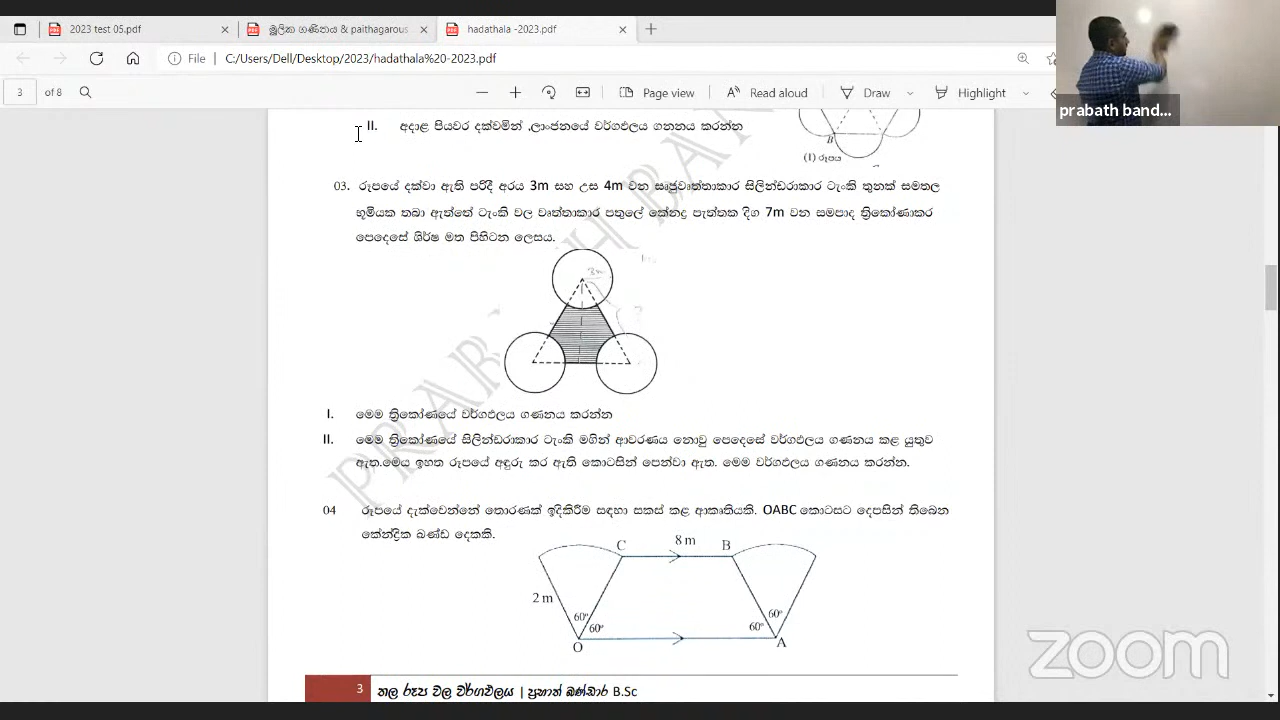 2023 test 05.pdf
මූලික ගණිතය & paithagarous
hadathala -2023.pdf
File C:/Users/Dell/Desktop/2023/hadathala%20-2023.pdf
3 of 8 Page view Read aloud Draw Highlight
prabath band...
II. අදාළ පියවර දක්වමින් ,ලාංජනයේ වර්ගඵලය ගනනය කරන්න
B
(1) රූපය
03. රූපයේ දක්වා ඇති පරිදි අරය 3m සහ උස 4m වන සෘජුවෘත්තාකාර සිලින්ඩරාකාර ටැංකි තුනක් සමතල
භූමියක තබා ඇත්තේ ටැංකි වල වෘත්තාකාර පතුලේ කේන්ද්‍ර පැත්තක දිග 7m වන සමපාද ත්‍රිකෝණාකර
පෙදෙසේ ශිර්ෂ මත පිහිටන ලෙසය.
I. මෙම ත්‍රිකෝණයේ වර්ගඵලය ගණනය කරන්න
II. මෙම ත්‍රිකෝණයේ සිලින්ඩරාකාර ටැංකි මගින් ආවරණය නොවු පෙදෙසේ වර්ගඵලය ගණනය කළ යුතුව
ඇත.මෙය ඉහත රූපයේ අඳුරු කර ඇති කොටසින් පෙන්වා ඇත. මෙම වර්ගඵලය ගණනය කරන්න.
04 රූපයේ දැක්වෙන්නේ තොරණක් ඉදිකිරීම සඳහා සකස් කළ ආකෘතියකි. OABC කොටසට දෙපසින් තිබෙන
කේන්ද්‍රික ඛණ්ඩ දෙකකි.
C 8 m B
2 m
60° 60°
60° 60°
O A
3 තල රූප වල වර්ගඵලය | ප්‍රභාත් බණ්ඩාර B.Sc
zoom
PRABATH BAN